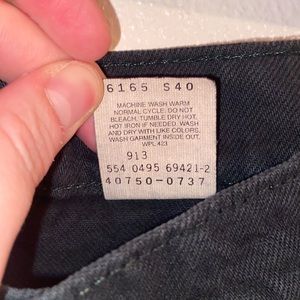 6165 S40
MACHINE WASH WARM
NORMAL CYCLE. DO NOT
BLEACH, TUMBLE DRY HOT,
HOT IRON IF NEEDED. WASH
AND DRY WITH LIKE COLORS.
WASH GARMENT INSIDE OUT.
WPL 423
913
554 0495 69421-2
40750-0737